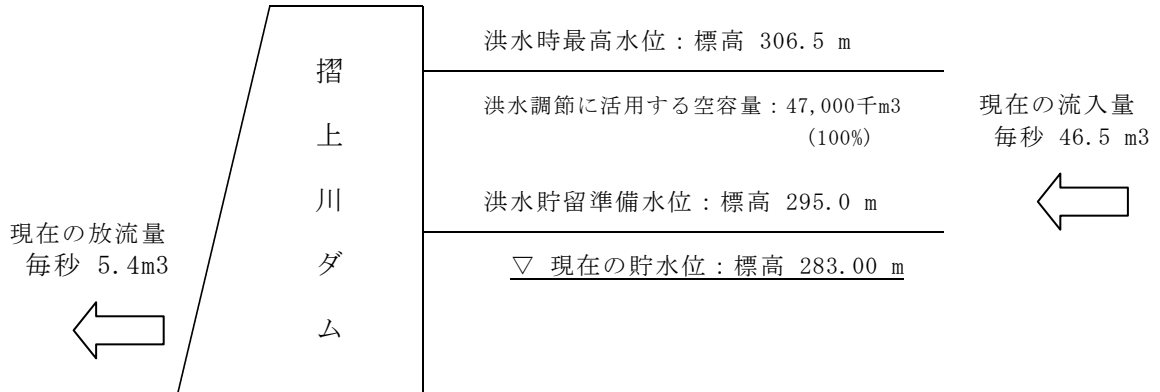 洪水時最高水位：標高 306.5 m
摺上川ダム
洪水調節に活用する空容量：47,000千m3
(100%)
現在の流入量
毎秒 46.5 m3
洪水貯留準備水位：標高 295.0 m
現在の放流量
毎秒 5.4m3
▽ 現在の貯水位：標高 283.00 m